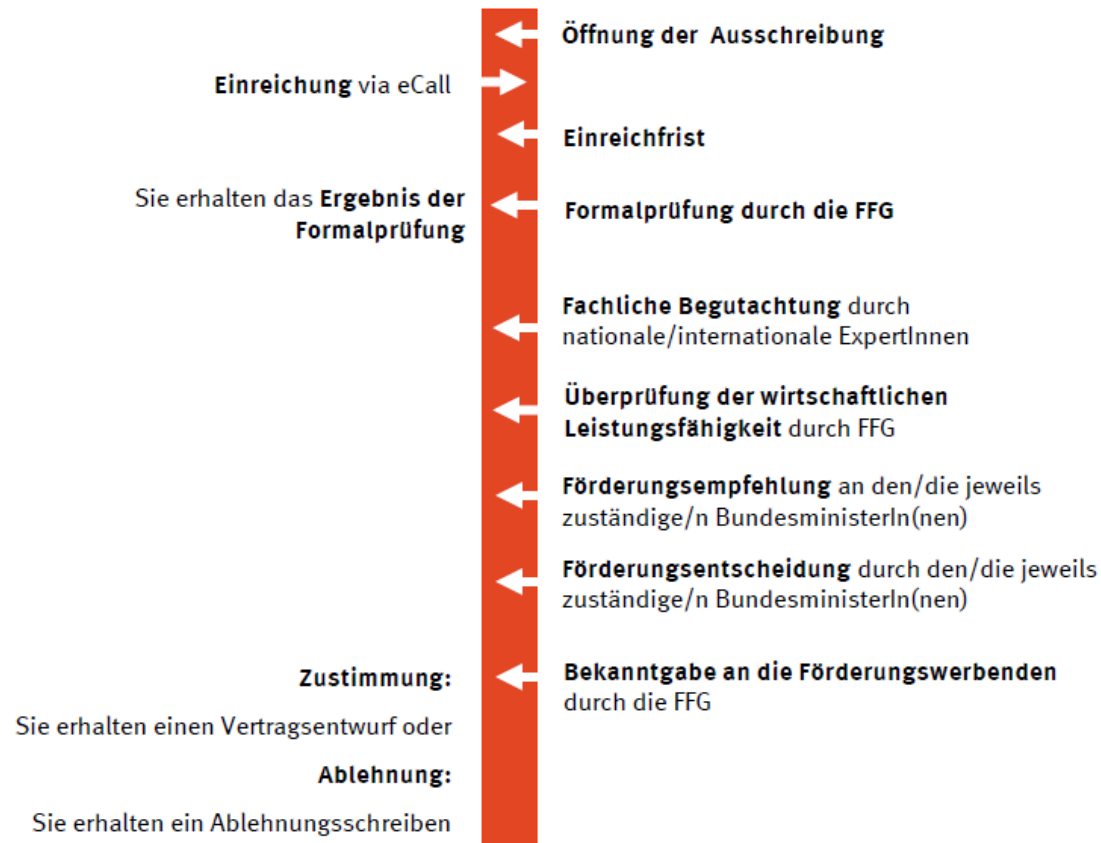 Öffnung der Ausschreibung
Einreichung via eCall
Einreichfrist
Sie erhalten das Ergebnis der
Formalprüfung
Formalprüfung durch die FFG
Fachliche Begutachtung durch
nationale/internationale ExpertInnen
Überprüfung der wirtschaftlichen
Leistungsfähigkeit durch FFG
Förderungsempfehlung an den/die jeweils
zuständige/n BundesministerIn(nen)
Förderungsentscheidung durch den/die jeweils
zuständige/n BundesministerIn(nen)
Bekanntgabe an die Förderungswerbenden
durch die FFG
Zustimmung:
Sie erhalten einen Vertragsentwurf oder
Ablehnung:
Sie erhalten ein Ablehnungsschreiben